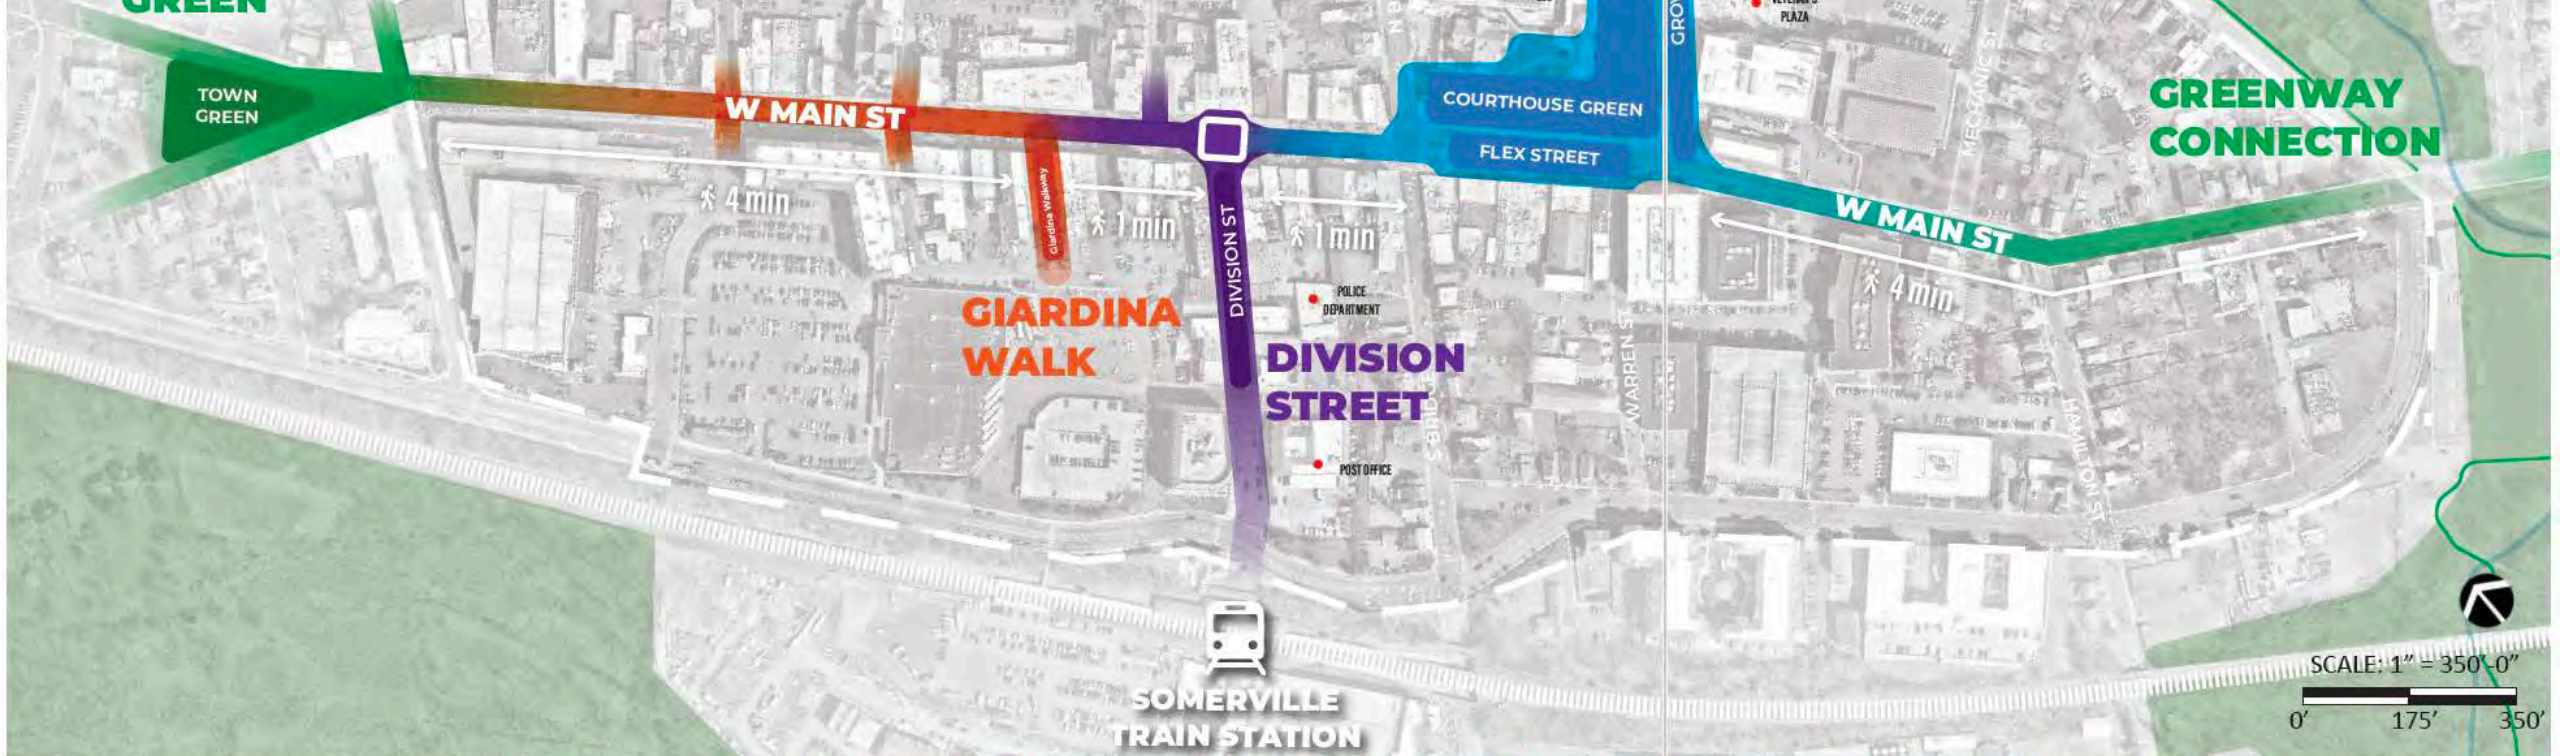 GREEN
TOWN
GREEN
W MAIN ST
4 min
Giardina Walkway
1 min
1 min
GIARDINA
WALK
DIVISION ST
DIVISION
STREET
POLICE
DEPARTMENT
POST OFFICE
COURTHOUSE GREEN
FLEX STREET
PLAZA
MECHANIC ST
GREENWAY
CONNECTION
W MAIN ST
4 min
WARREN ST
HAMILTON ST
SOMERVILLE
TRAIN STATION
SCALE: 1” = 350’-0”
0’ 175’ 350’